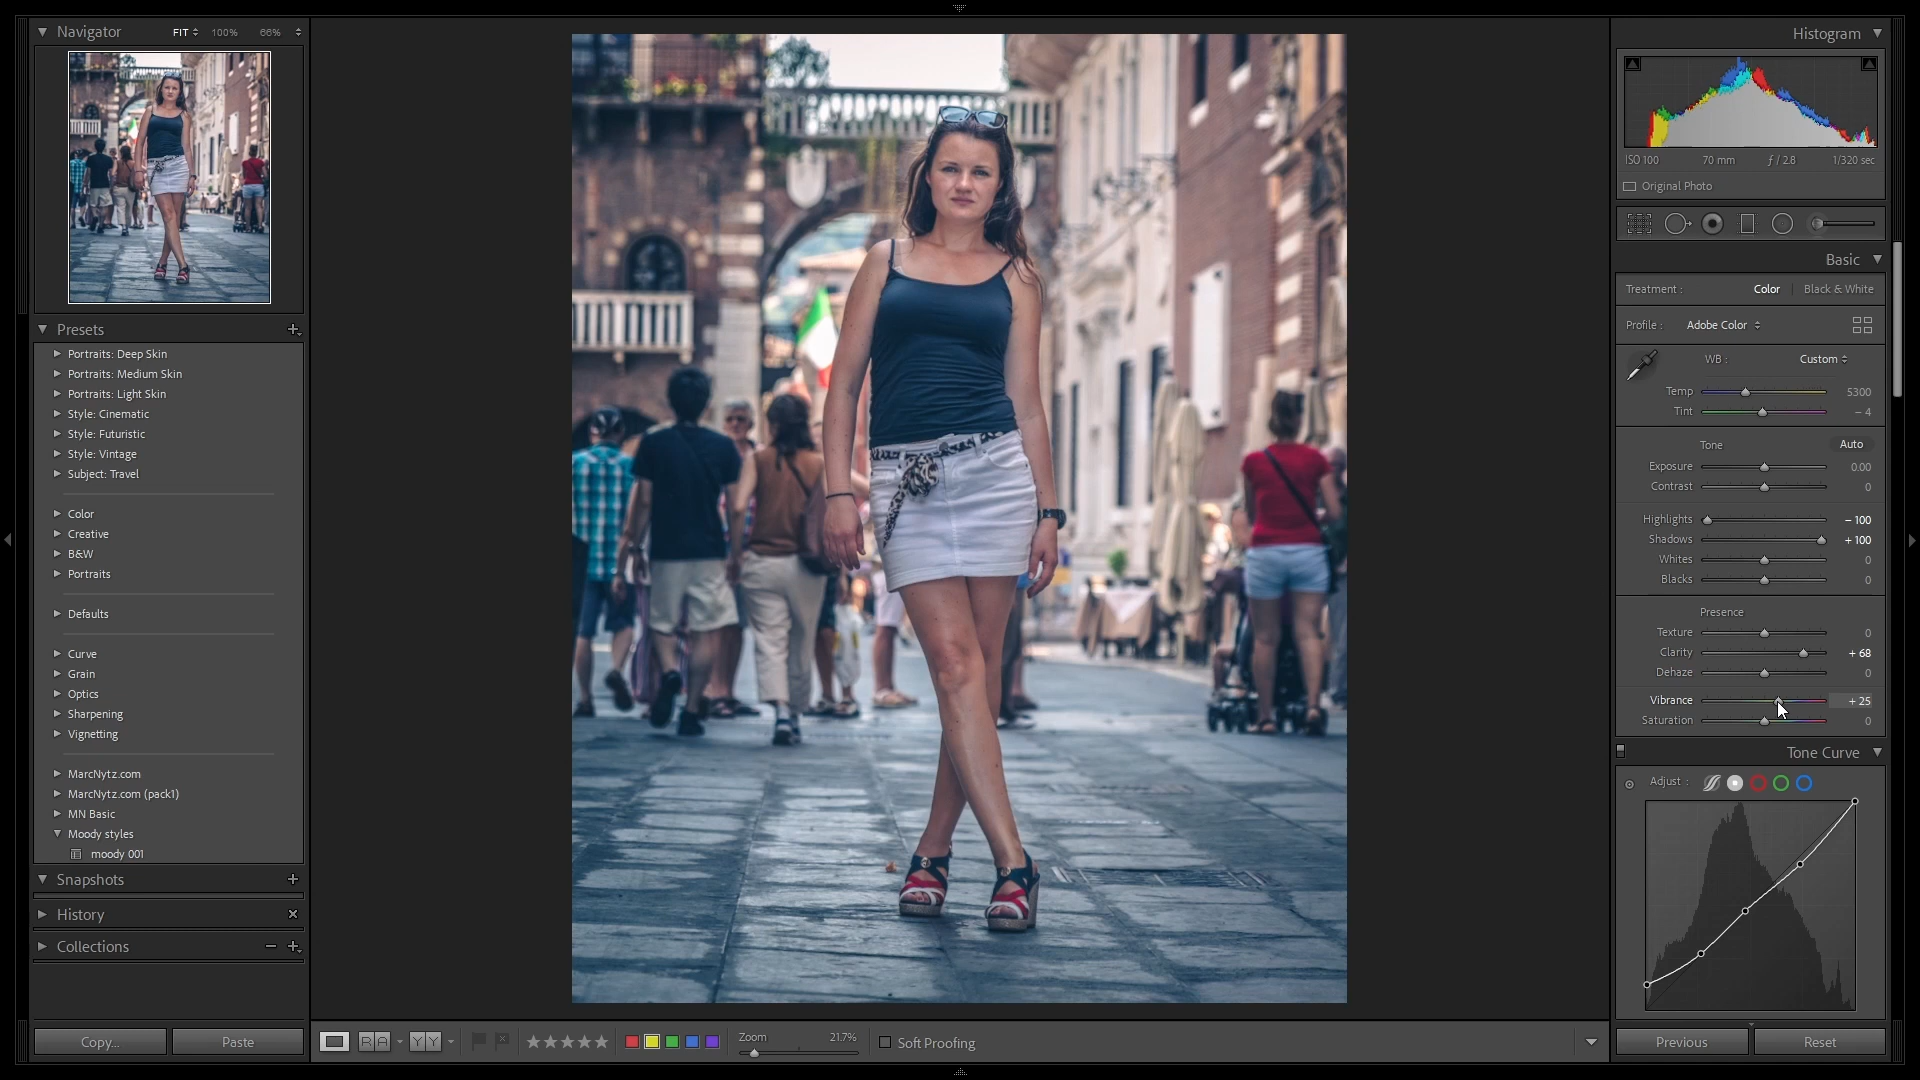 Navigator FIT 100% 66%
Presets
Portraits: Deep Skin
Portraits: Medium Skin
Portraits: Light Skin
Style: Cinematic
Style: Futuristic
Style: Vintage
Subject: Travel
Color
Creative
B&W
Portraits
Defaults
Curve
Grain
Optics
Sharpening
Vignetting
MarcNytz.com
MarcNytz.com (pack1)
MN Basic
Moody styles
moody 001
Snapshots
History
Collections
Copy... Paste
R A Y Y Zoom 21.7% Soft Proofing
Histogram
ISO 100 70 mm ƒ / 2.8 1/320 sec
Original Photo
Basic
Treatment : Color Black & White
Profile : Adobe Color
WB : Custom
Temp 5300
Tint – 4
Tone Auto
Exposure 0.00
Contrast 0
Highlights – 100
Shadows + 100
Whites 0
Blacks 0
Presence
Texture 0
Clarity + 68
Dehaze 0
Vibrance + 25
Saturation 0
Tone Curve
Adjust :
Previous Reset